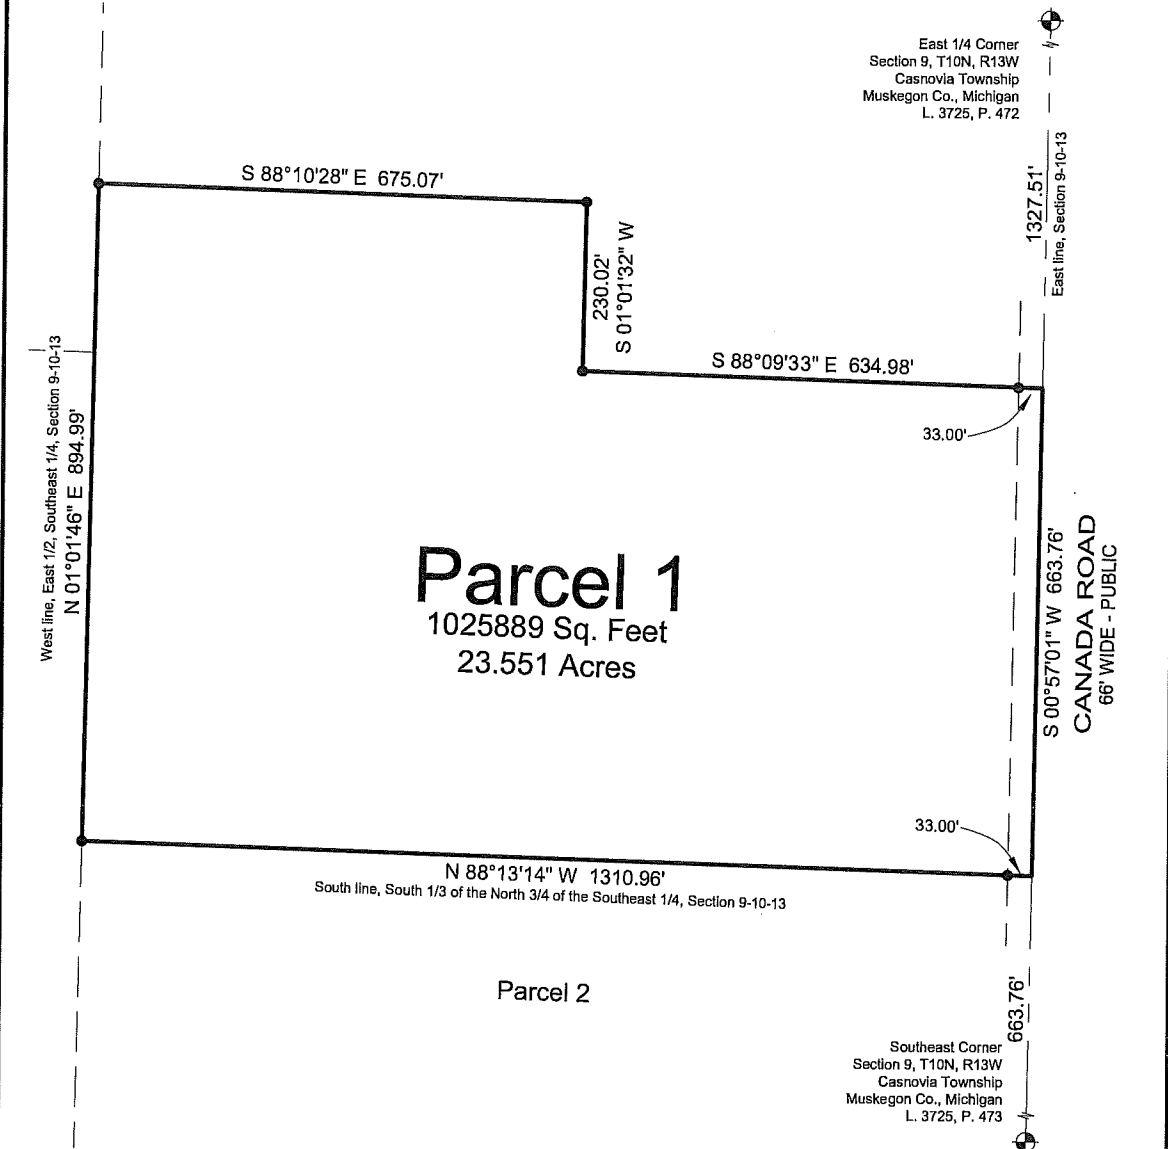 East 1/4 Corner
Section 9, T10N, R13W
Casnovia Township
Muskegon Co., Michigan
L. 3725, P. 472
1327.51'
East line, Section 9-10-13
S 88°10'28" E 675.07'
230.02'
S 01°01'32" W
S 88°09'33" E 634.98'
33.00'
West line, East 1/2, Southeast 1/4, Section 9-10-13
N 01°01'46" E 894.99'
Parcel 1
1025889 Sq. Feet
23.551 Acres
S 00°57'01" W 663.76'
CANADA ROAD
66' WIDE - PUBLIC
33.00'
N 88°13'14" W 1310.96'
South line, South 1/3 of the North 3/4 of the Southeast 1/4, Section 9-10-13
Parcel 2
663.76'
Southeast Corner
Section 9, T10N, R13W
Casnovia Township
Muskegon Co., Michigan
L. 3725, P. 473